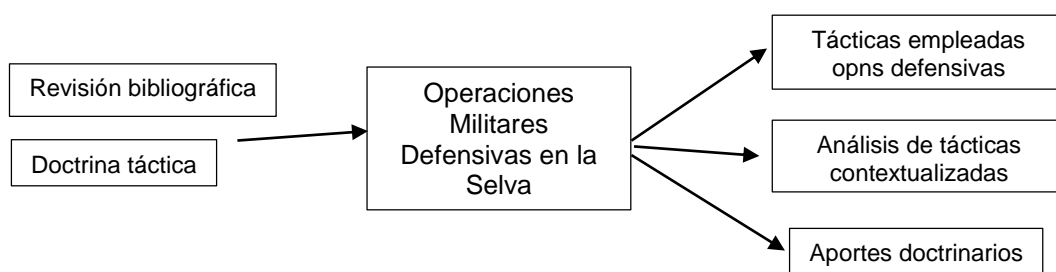 Revisión bibliográfica
Doctrina táctica
Operaciones
Militares
Defensivas en la
Selva
Tácticas empleadas
opns defensivas
Análisis de tácticas
contextualizadas
Aportes doctrinarios